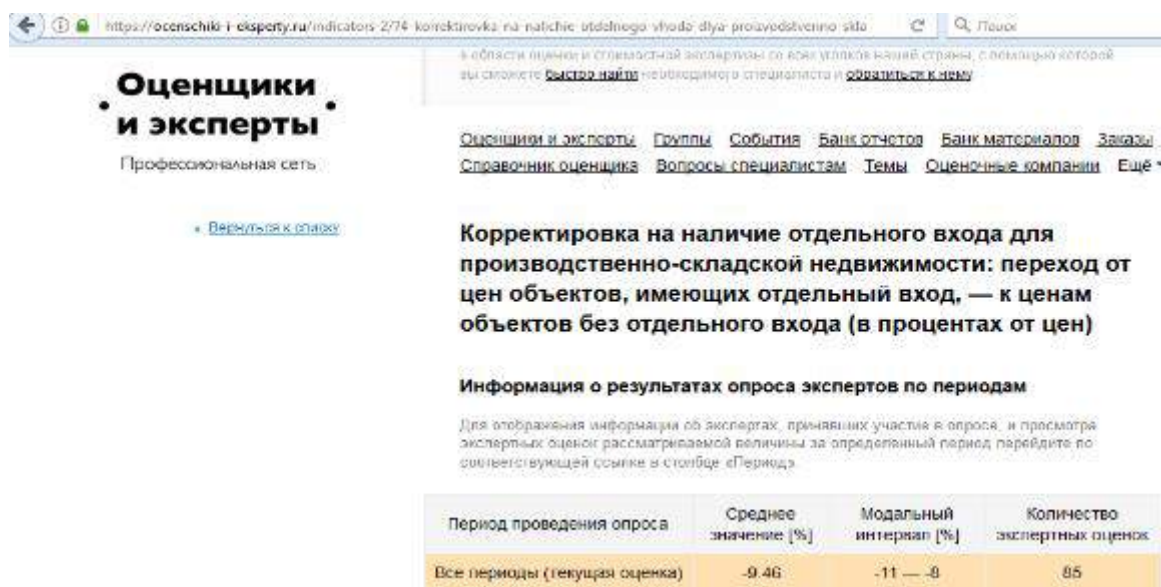 https://ocenschiki-i-eksperty.ru/indicators-2/74-korrektirovka-na-nalichie-otdelnogo-vhoda-dlya-proizvodstvenno-skla
Поиск
в области оценки и стоимостной экспертизы со всех уголков нашей страны, с помощью которой
вы сможете быстро найти необходимого специалиста и обратиться к нему
Оценщики
и эксперты
Профессиональная сеть
Оценщики и эксперты Группы События Банк отчетов Банк материалов Заказы
Справочник оценщика Вопросы специалистам Темы Оценочные компании Ещё
Вернуться к списку
Корректировка на наличие отдельного входа для
производственно-складской недвижимости: переход от
цен объектов, имеющих отдельный вход, — к ценам
объектов без отдельного входа (в процентах от цен)
Информация о результатах опроса экспертов по периодам
Для отображения информации об экспертах, принявших участие в опросе, и просмотра
экспертных оценок рассматриваемой величины за определенный период перейдите по
соответствующей ссылке в столбце «Период»
Период проведения опроса Среднее значение [%] Модальный интервал [%] Количество экспертных оценок
Все периоды (текущая оценка) -9.46 -11 — -8 85